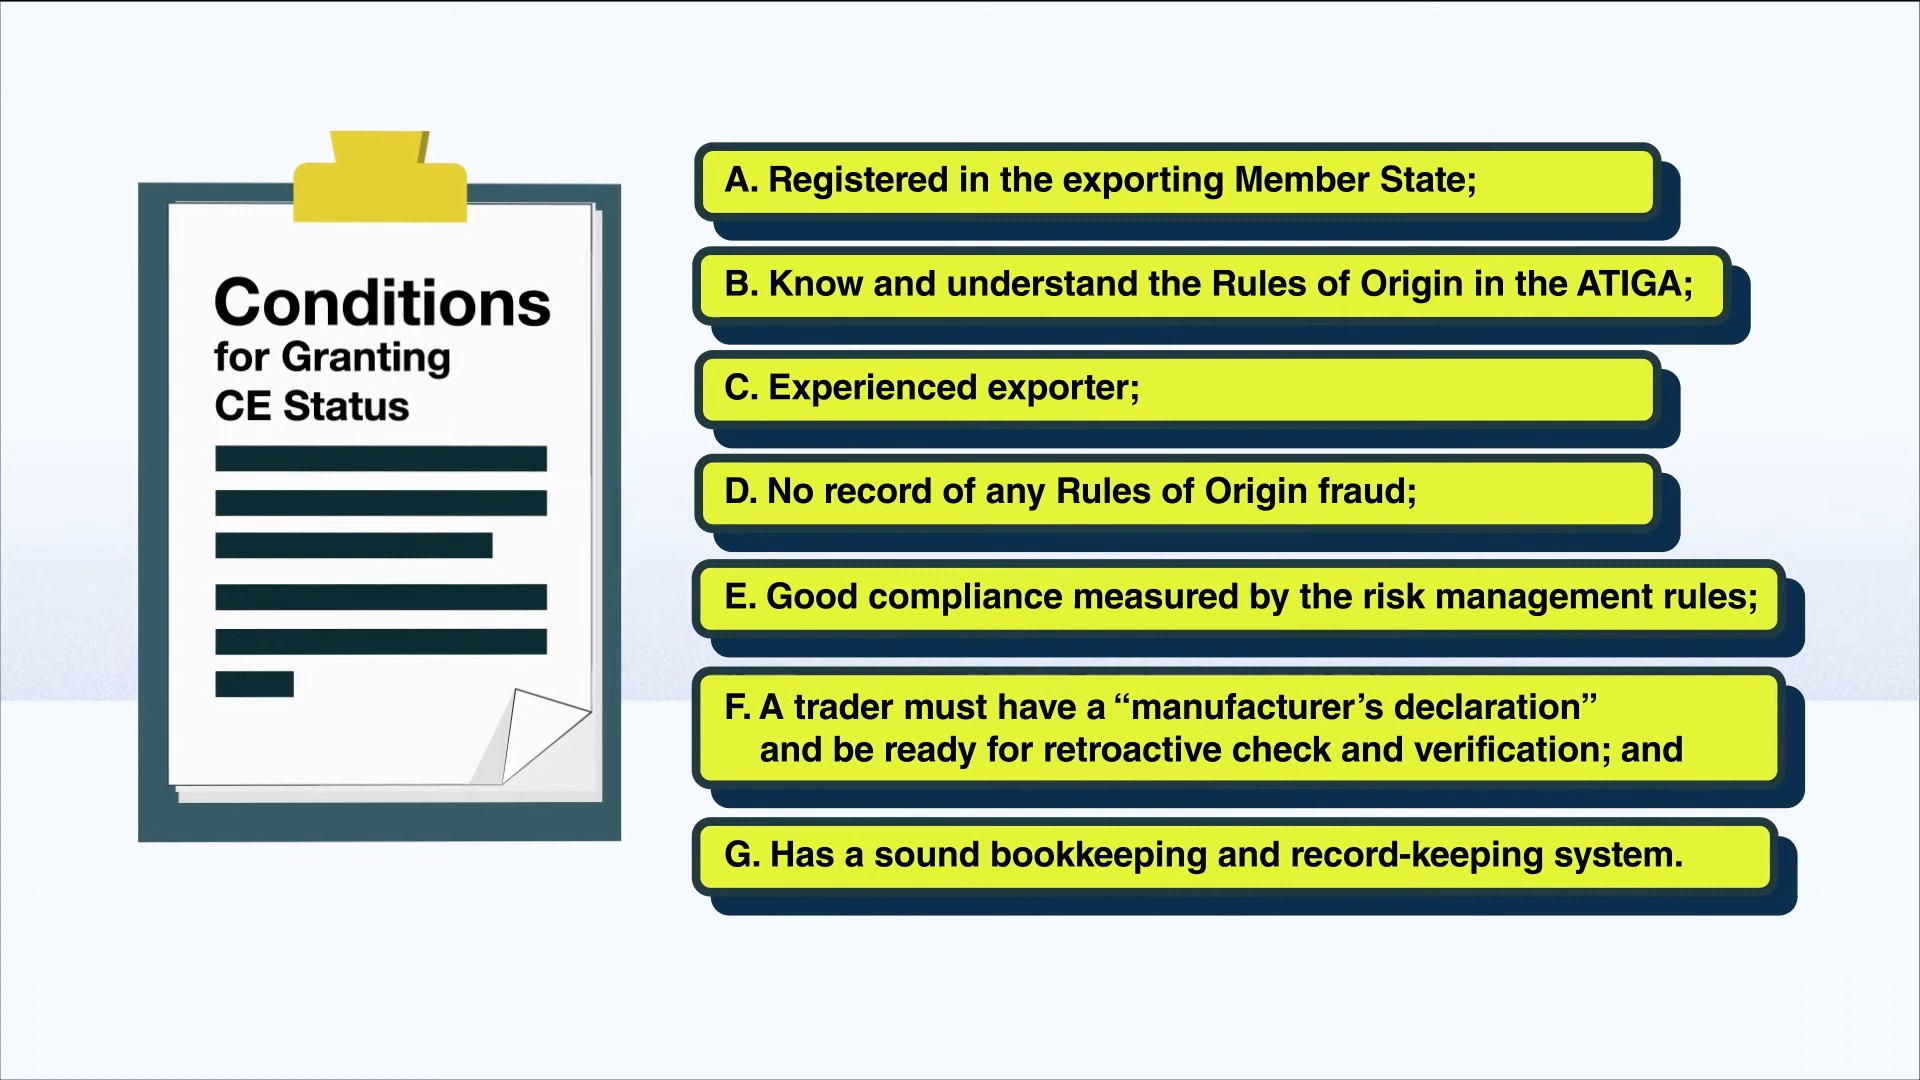 Conditions
for Granting
CE Status
A. Registered in the exporting Member State;
B. Know and understand the Rules of Origin in the ATIGA;
C. Experienced exporter;
D. No record of any Rules of Origin fraud;
E. Good compliance measured by the risk management rules;
F. A trader must have a “manufacturer’s declaration”
and be ready for retroactive check and verification; and
G. Has a sound bookkeeping and record-keeping system.